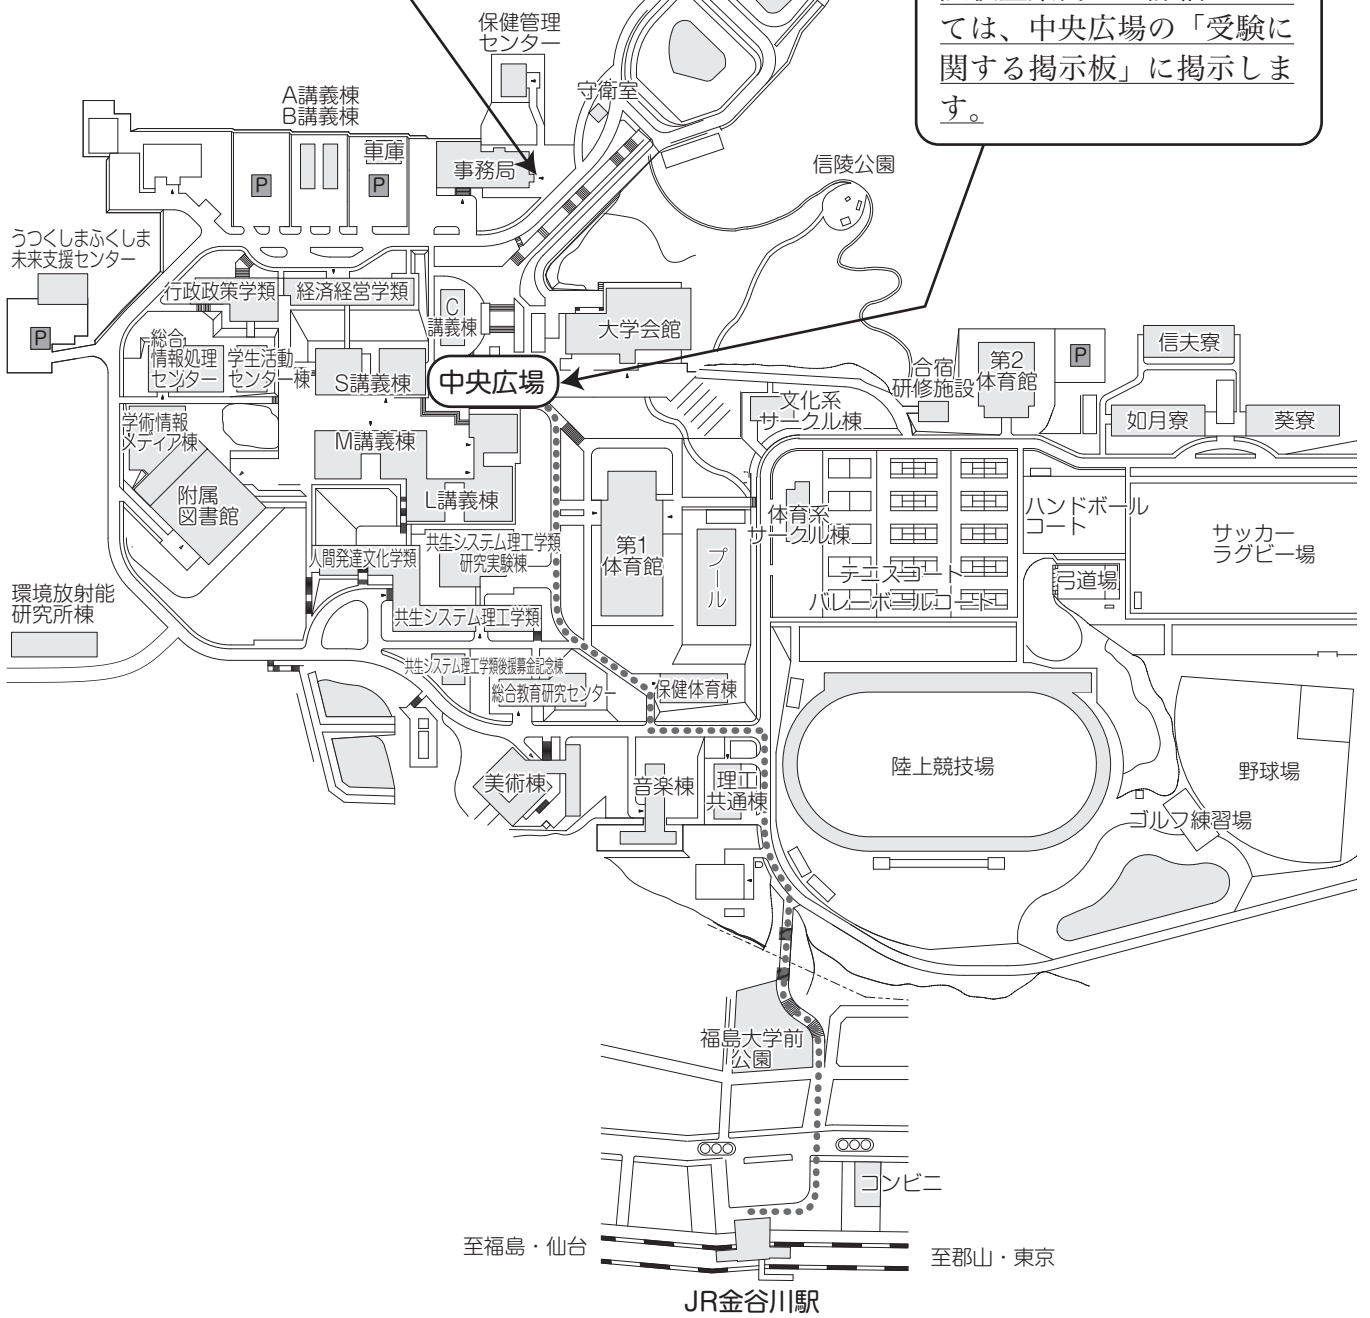 ては、中央広場の「受験に
関する掲示板」に掲示しま
す。
保健管理
センター
守衛室
A講義棟
B講義棟
車庫
事務局
P
P
信陵公園
うつくしまふくしま
未来支援センター
行政政策学類
経済経営学類
C
講義棟
大学会館
P
総合
情報処理
センター
学生活動
センター棟
S講義棟
中央広場
合宿
研修施設
第2
体育館
P
信夫寮
文化系
サークル棟
如月寮
葵寮
学術情報
メディア棟
M講義棟
附属
図書館
L講義棟
体育系
サークル棟
ハンドボール
コート
サッカー
ラグビー場
人間発達文化学類
共生システム理工学類
研究実験棟
第1
体育館
プール
テニスコート
バレーボールコート
弓道場
環境放射能
研究所棟
共生システム理工学類
共生システム理工学類後援募金記念棟
総合教育研究センター
保健体育棟
美術棟
音楽棟
理工
共通棟
陸上競技場
野球場
ゴルフ練習場
福島大学前
公園
コンビニ
至福島・仙台
至郡山・東京
JR金谷川駅